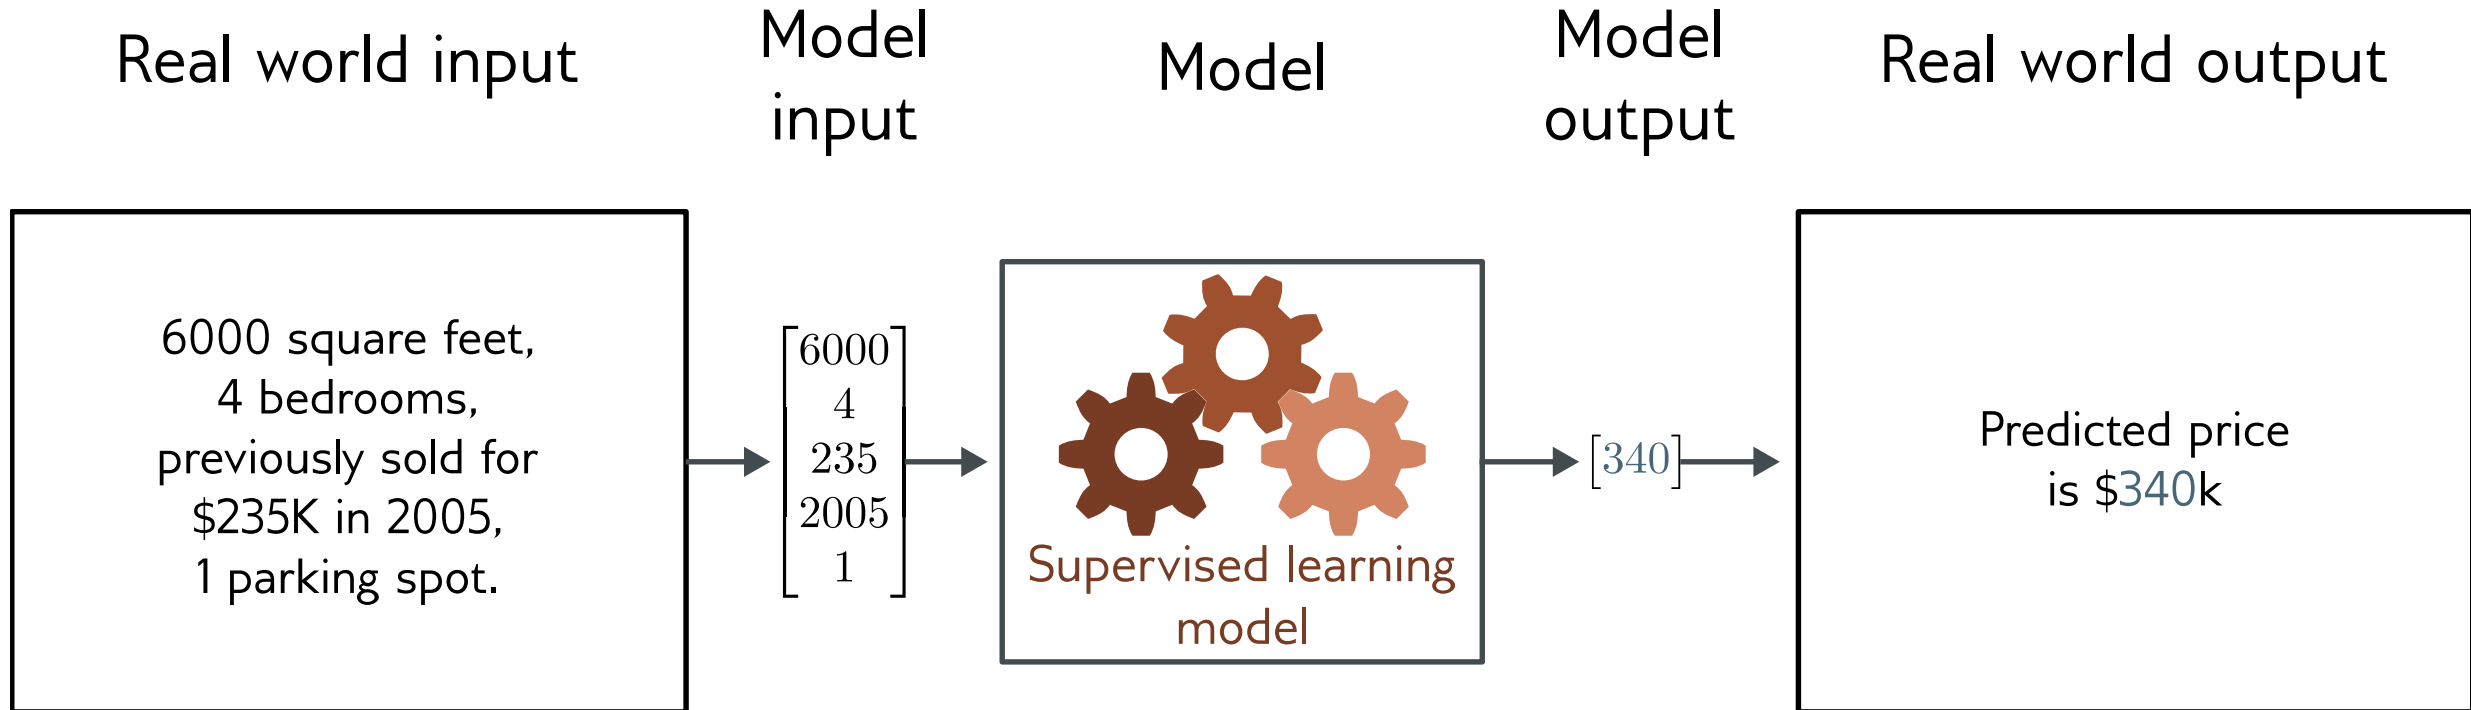 Real world input
Model
input
Model
Model
output
Real world output
6000 square feet,
4 bedrooms,
previously sold for
$235K in 2005,
1 parking spot.
6000
4
235
2005
1
Supervised learning
model
[340]
Predicted price
is $340k